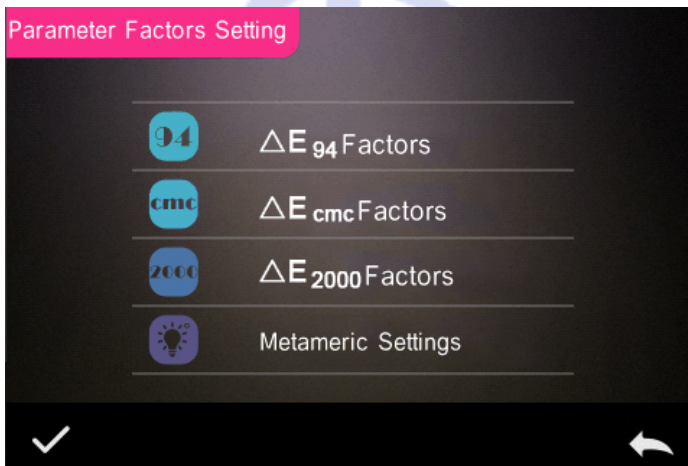 Parameter Factors Setting
94 △E 94 Factors
cmc △E cmc Factors
2000 △E 2000 Factors
Metameric Settings